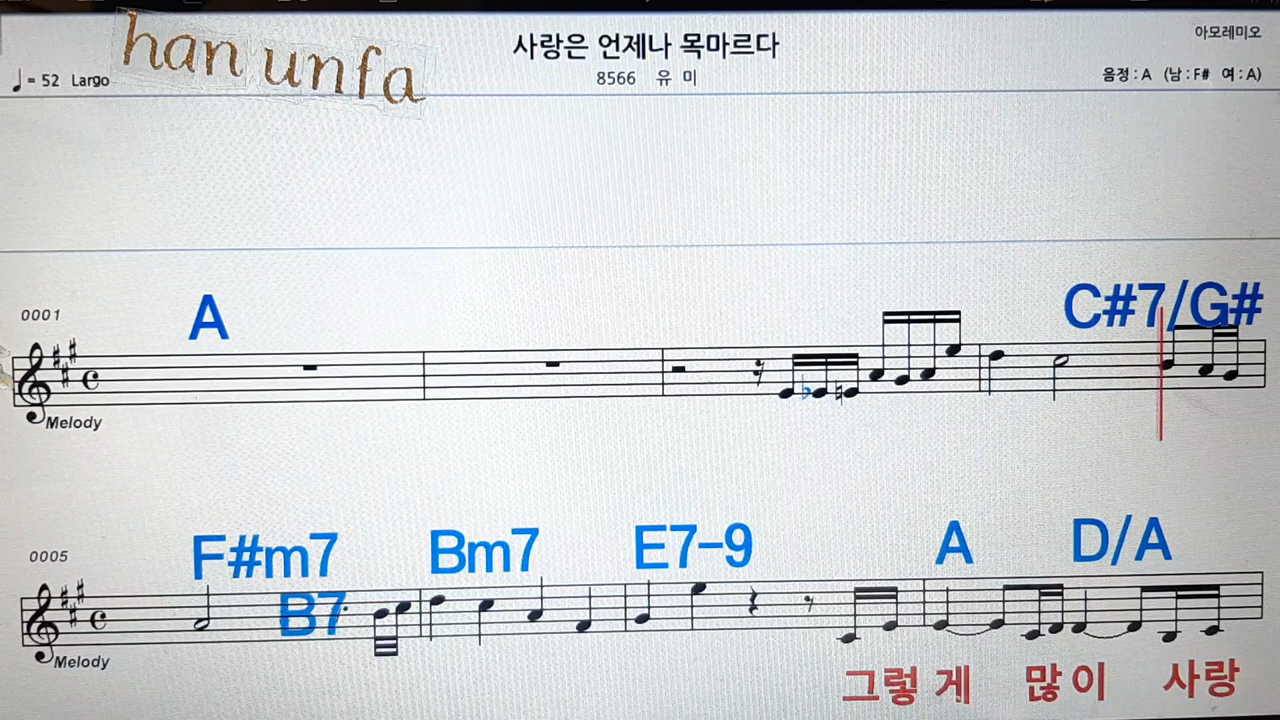 han unfa
사랑은 언제나 목마르다
아모레미오
♩= 52 Largo
8566 유 미
음정 : A (남 : F# 여 : A)
0001
A
C#7/G#
Melody
0005
F#m7 B7 Bm7 E7-9 A D/A
Melody
그렇 게 많 이 사랑